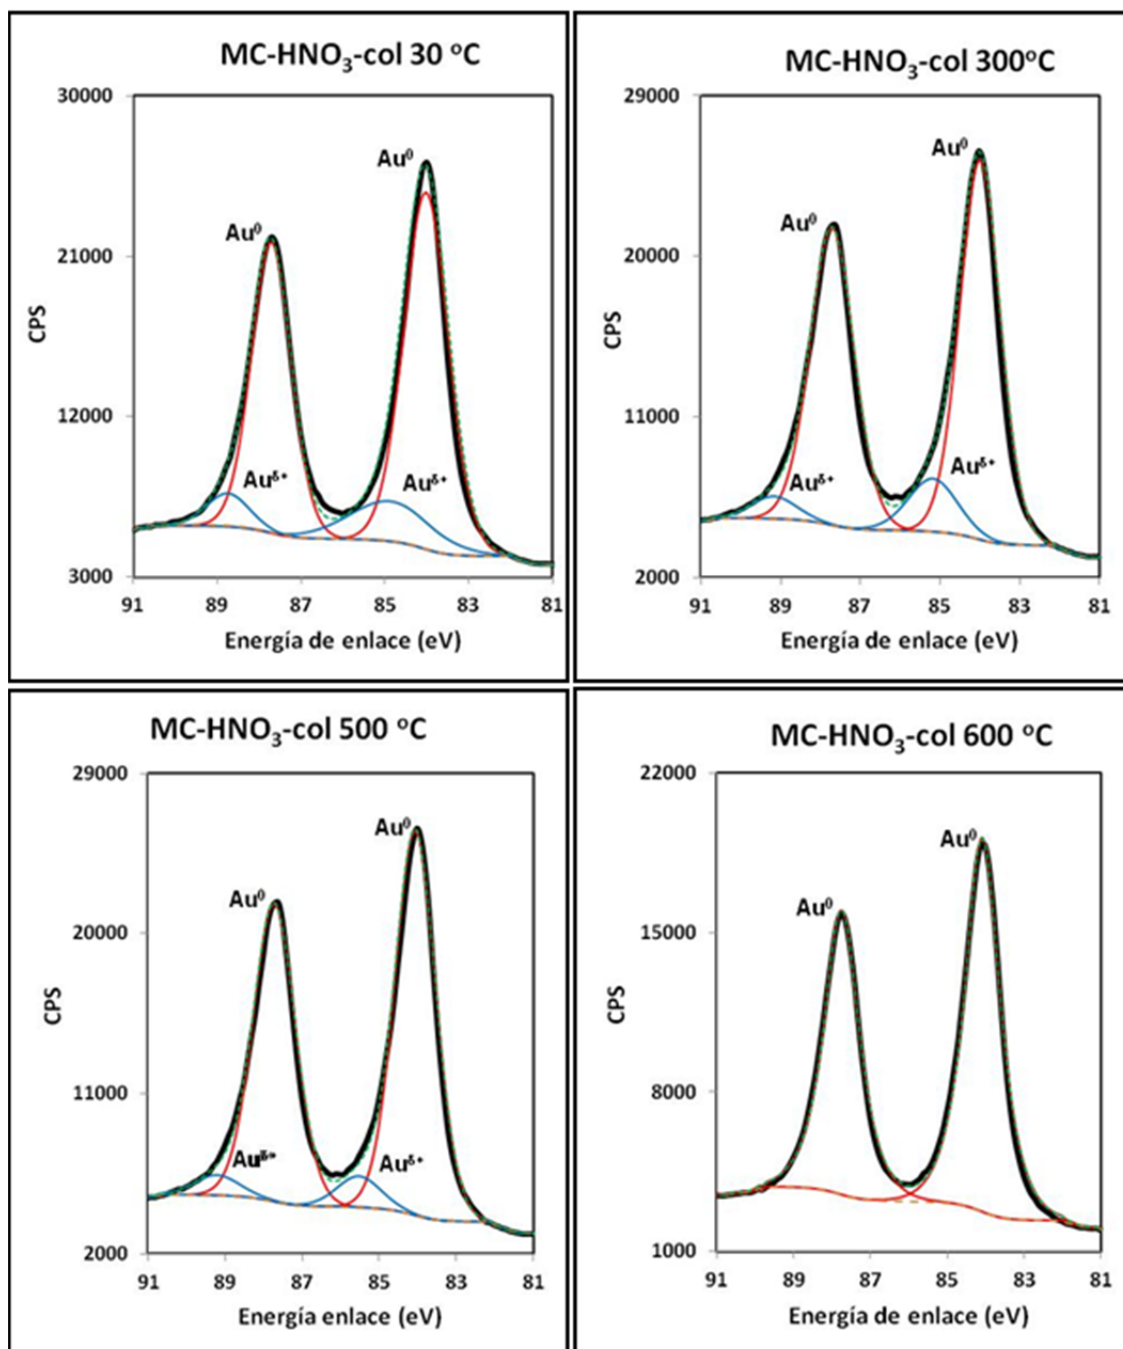 MC-HNO₃-col 30 °C
30000
21000
12000
3000
CPS
Au⁰
Au⁰
Auᵟ⁺
Auᵟ⁺
91 89 87 85 83 81
Energía de enlace (eV)
MC-HNO₃-col 300°C
29000
20000
11000
2000
CPS
Au⁰
Au⁰
Auᵟ⁺
Auᵟ⁺
91 89 87 85 83 81
Energía de enlace (eV)
MC-HNO₃-col 500 °C
29000
20000
11000
2000
CPS
Au⁰
Au⁰
Auᵟ⁺
Auᵟ⁺
91 89 87 85 83 81
Energía enlace (eV)
MC-HNO₃-col 600 °C
22000
15000
8000
1000
CPS
Au⁰
Au⁰
91 89 87 85 83 81
Energía de enlace (eV)